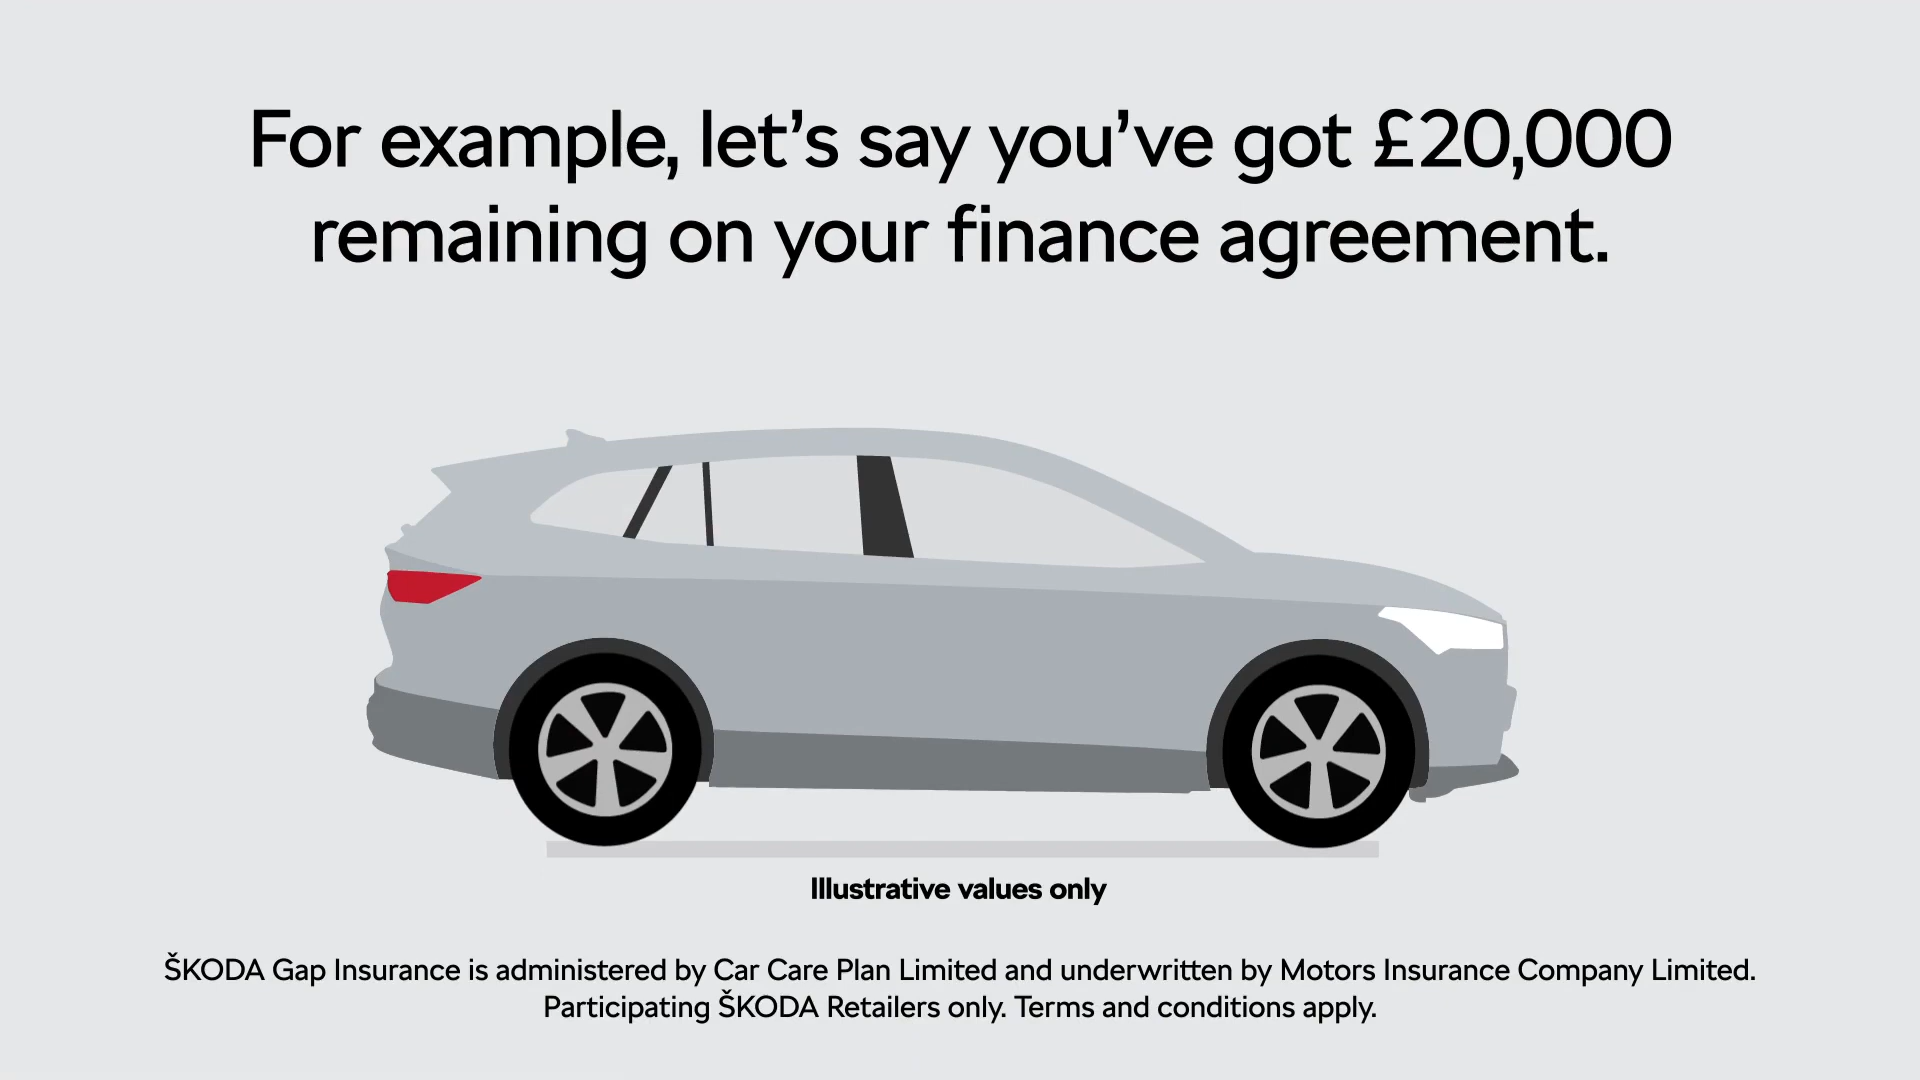 For example, let’s say you’ve got £20,000
remaining on your finance agreement.
Illustrative values only
ŠKODA Gap Insurance is administered by Car Care Plan Limited and underwritten by Motors Insurance Company Limited.
Participating ŠKODA Retailers only. Terms and conditions apply.